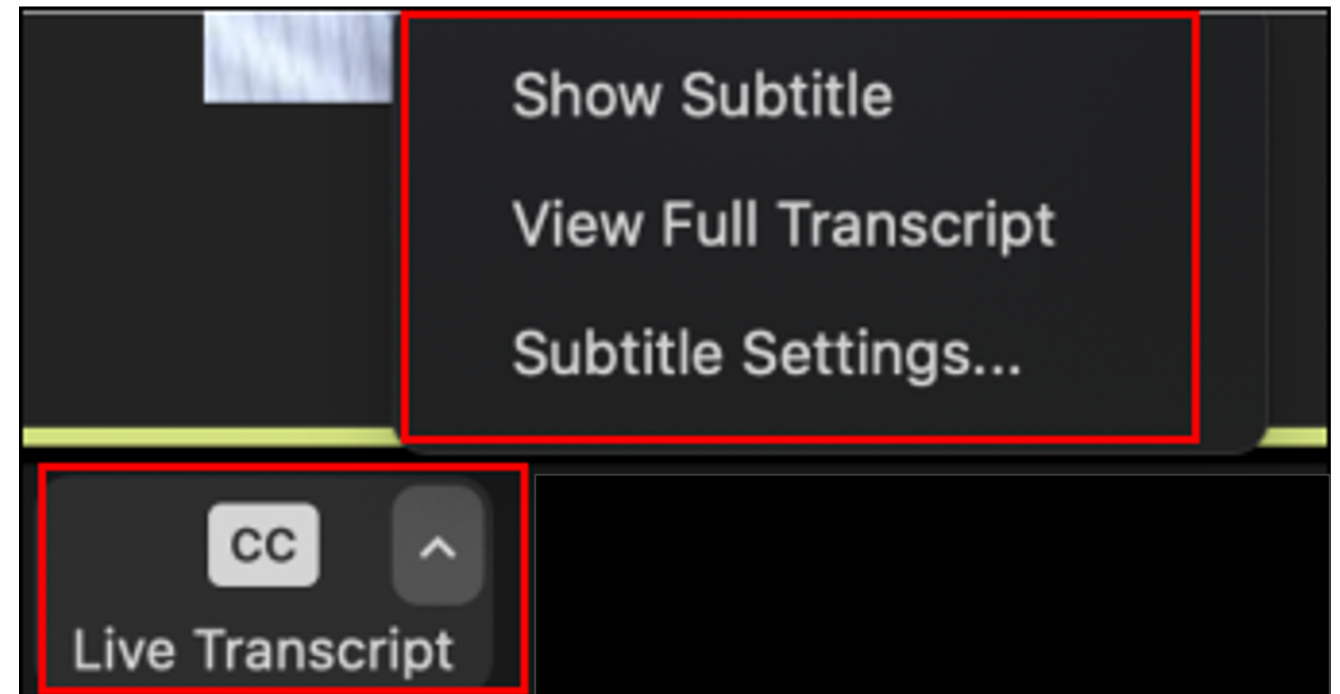 Show Subtitle
View Full Transcript
Subtitle Settings...
CC
Live Transcript